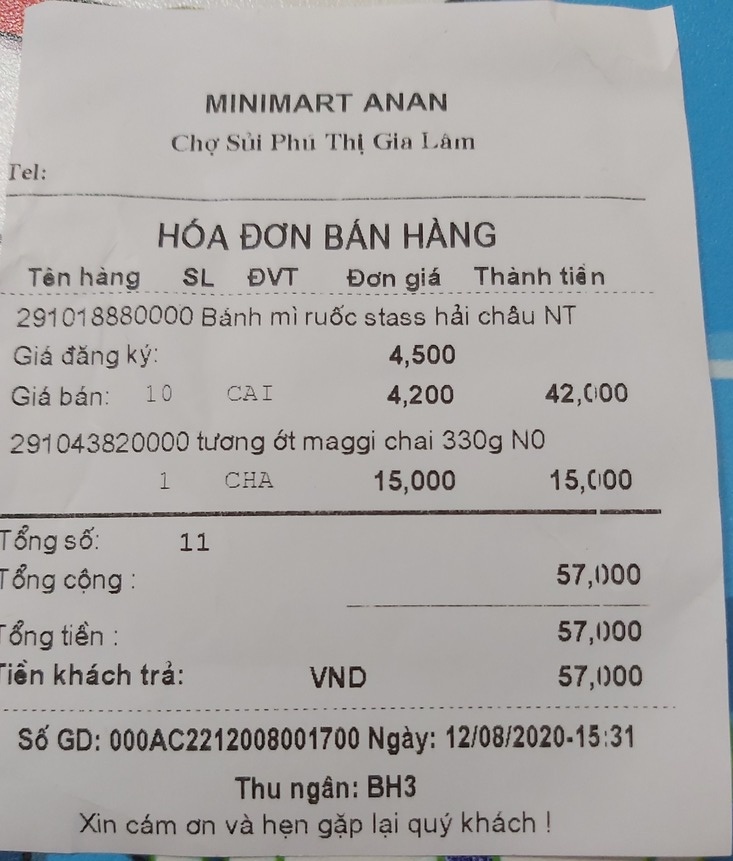 MINIMART ANAN
Chợ Sủi Phú Thị Gia Lâm
Tel:
HÓA ĐƠN BÁN HÀNG
Tên hàng SL ĐVT Đơn giá Thành tiền
291018880000 Bánh mì ruốc stass hải châu NT
Giá đăng ký: 4,500
Giá bán: 10 CAI 4,200 42,000
291043820000 tương ớt maggi chai 330g N0
1 CHA 15,000 15,000
Tổng số: 11
Tổng cộng : 57,000
Tổng tiền : 57,000
Tiền khách trả: VND 57,000
Số GD: 000AC2212008001700 Ngày: 12/08/2020-15:31
Thu ngân: BH3
Xin cám ơn và hẹn gặp lại quý khách !